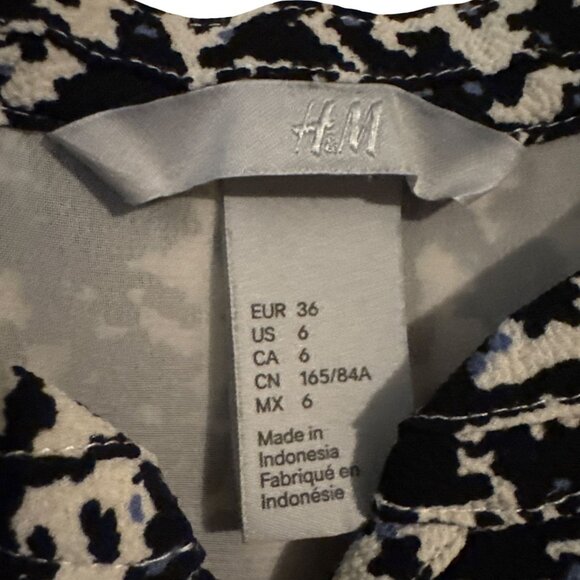 H&M
EUR 36
US 6
CA 6
CN 165/84A
MX 6
Made in
Indonesia
Fabriqué en
Indonésie